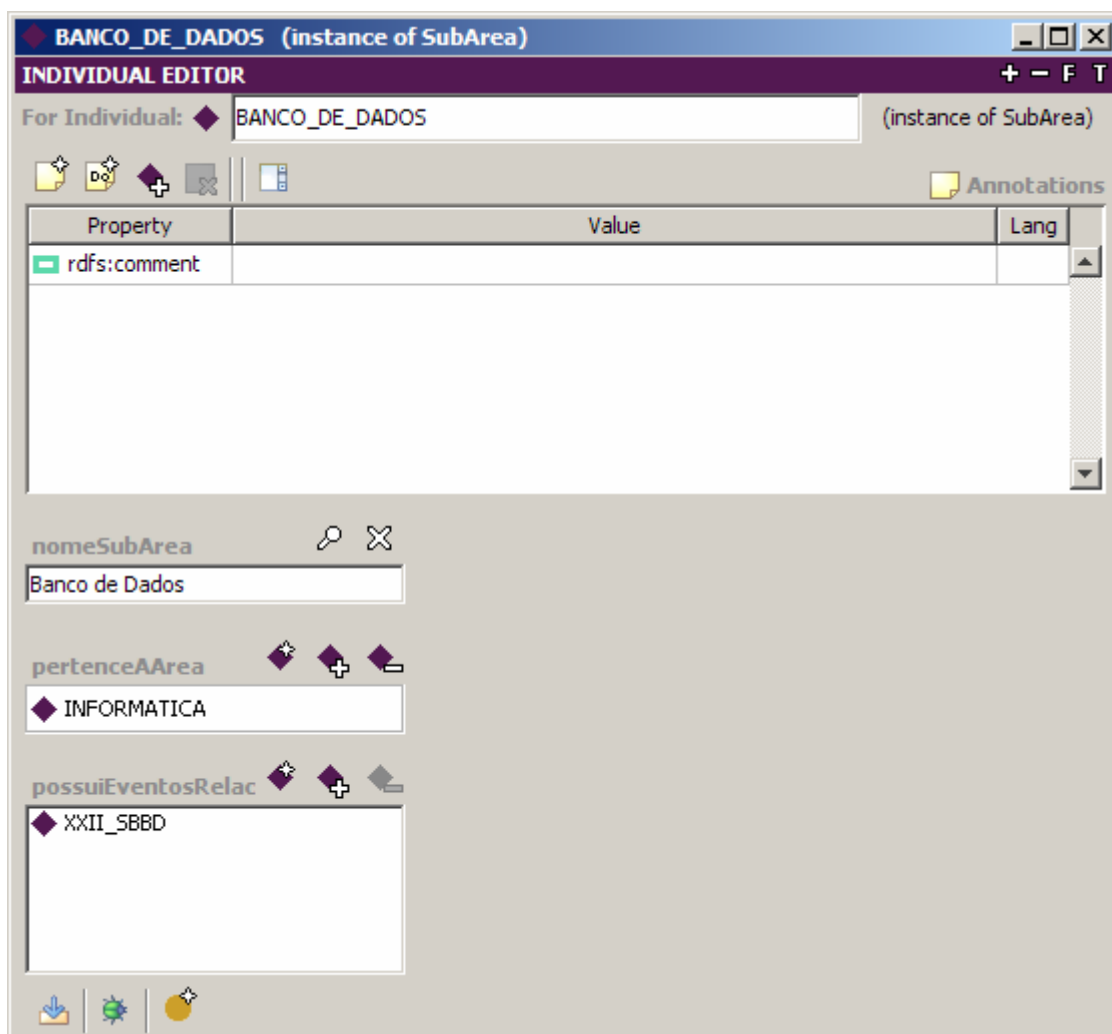 BANCO_DE_DADOS (instance of SubArea)
INDIVIDUAL EDITOR + - F T
For Individual: BANCO_DE_DADOS (instance of SubArea)
Annotations
Property Value Lang
rdfs:comment
nomeSubArea
Banco de Dados
pertenceAArea
INFORMATICA
possuiEventosRelac
XXII_SBBD